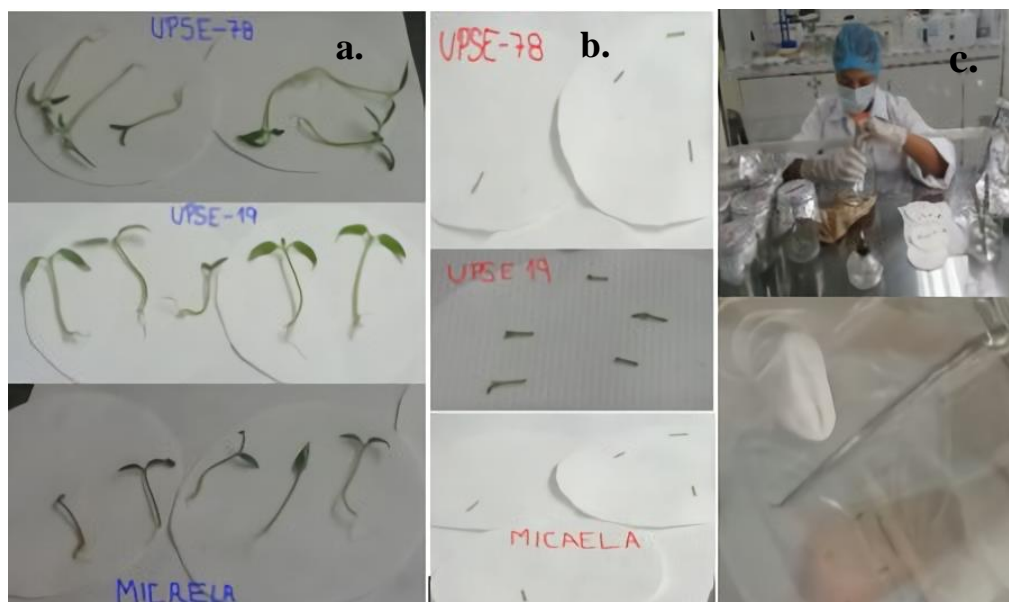 UPSE-78
a.
UPSE-19
MICAELA
UPSE-78
b.
UPSE 19
MICAELA
c.